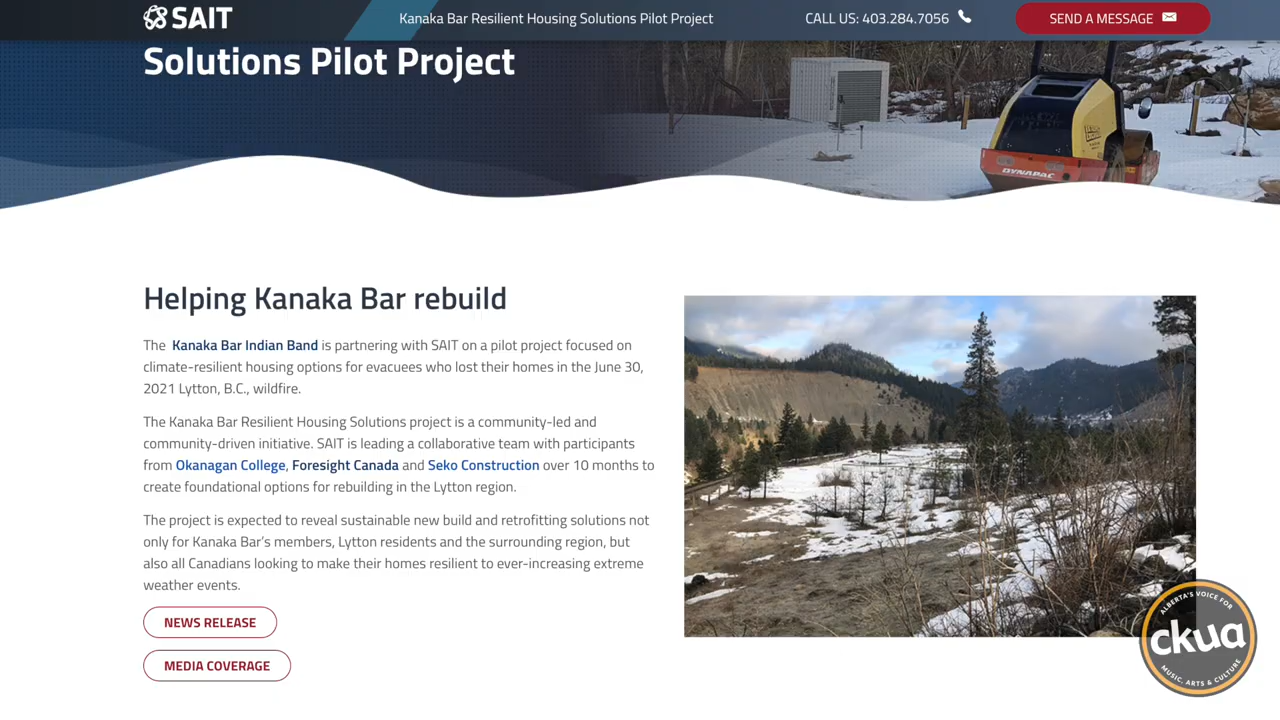 SAIT
Kanaka Bar Resilient Housing Solutions Pilot Project
CALL US: 403.284.7056
SEND A MESSAGE
Solutions Pilot Project
DYNAPAC
Helping Kanaka Bar rebuild
The Kanaka Bar Indian Band is partnering with SAIT on a pilot project focused on
climate-resilient housing options for evacuees who lost their homes in the June 30,
2021 Lytton, B.C., wildfire.
The Kanaka Bar Resilient Housing Solutions project is a community-led and
community-driven initiative. SAIT is leading a collaborative team with participants
from Okanagan College, Foresight Canada and Seko Construction over 10 months to
create foundational options for rebuilding in the Lytton region.
The project is expected to reveal sustainable new build and retrofitting solutions not
only for Kanaka Bar's members, Lytton residents and the surrounding region, but
also all Canadians looking to make their homes resilient to ever-increasing extreme
weather events.
NEWS RELEASE
MEDIA COVERAGE
ALBERTA'S VOICE FOR
ckua
MUSIC, ARTS & CULTURE